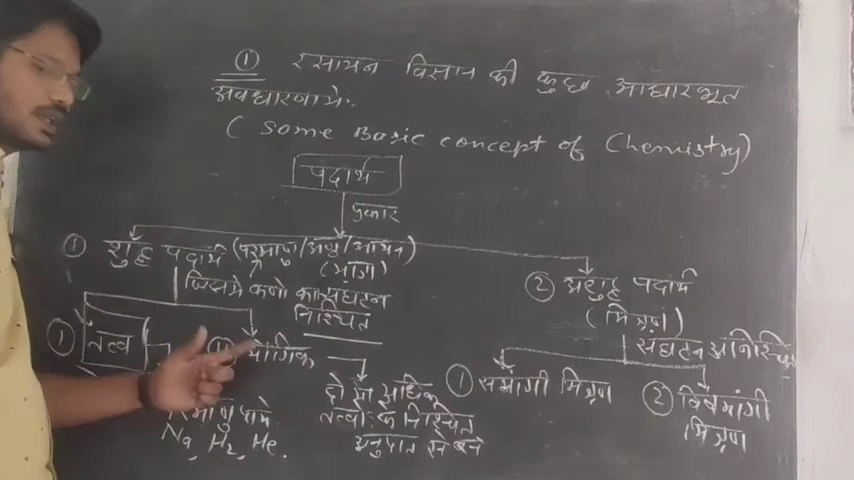 ① रसायन विज्ञान की कुछ आधारभूत
अवधारणायें:
( Some Basic concept of Chemistry)
पदार्थ
प्रकार
① शुद्ध पदार्थ (परमाणु/अणु/आयन)
(मांग)
जिसमे कणो का संघटन
निश्चित
② अशुद्ध पदार्थ
(मिश्रण)
संघटन अनिश्चित
① तत्व
यौगिक
दो या अधिक
तत्वो के निश्चित
अनुपात से बने
Na, H2, He.
① समांगी मिश्रण
② विषमांगी
मिश्रण